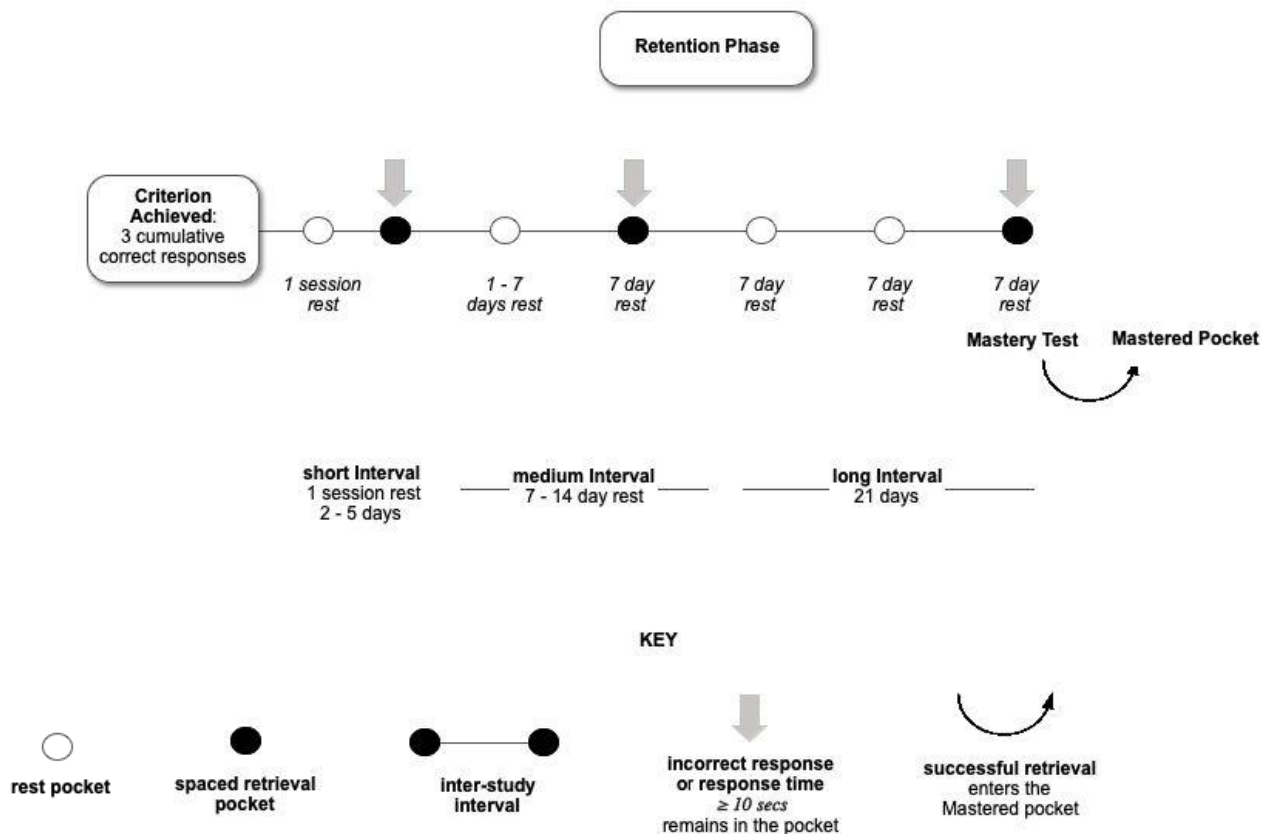 Retention Phase
Criterion
Achieved:
3 cumulative
correct responses
1 session
rest
1 - 7
days rest
7 day
rest
7 day
rest
7 day
rest
7 day
rest
Mastery Test
Mastered Pocket
short Interval
1 session rest
2 - 5 days
medium Interval
7 - 14 day rest
long Interval
21 days
KEY
rest pocket
spaced retrieval
pocket
inter-study
interval
incorrect response
or response time
≥ 10 secs
remains in the pocket
successful retrieval
enters the
Mastered pocket